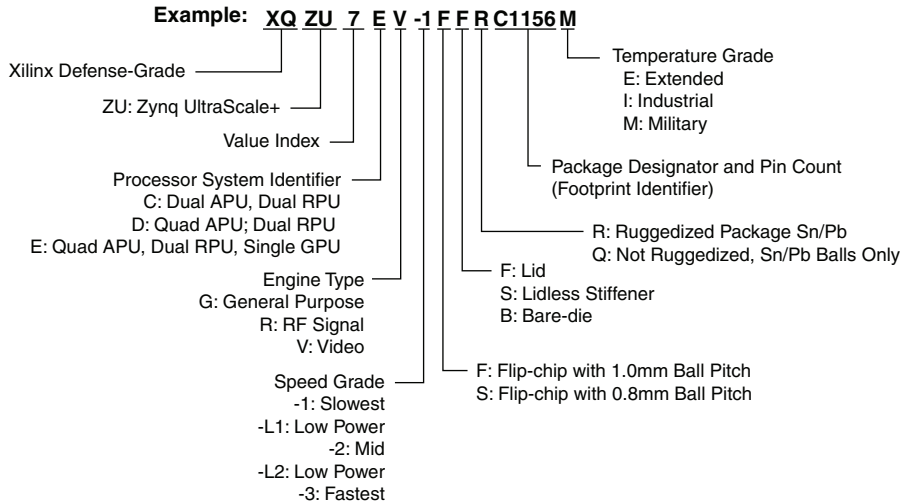 Example: XQ ZU 7 E V -1 F F R C1156 M
Xilinx Defense-Grade
ZU: Zynq UltraScale+
Value Index
Processor System Identifier
C: Dual APU, Dual RPU
D: Quad APU; Dual RPU
E: Quad APU, Dual RPU, Single GPU
Engine Type
G: General Purpose
R: RF Signal
V: Video
Speed Grade
-1: Slowest
-L1: Low Power
-2: Mid
-L2: Low Power
-3: Fastest
Temperature Grade
E: Extended
I: Industrial
M: Military
Package Designator and Pin Count
(Footprint Identifier)
R: Ruggedized Package Sn/Pb
Q: Not Ruggedized, Sn/Pb Balls Only
F: Lid
S: Lidless Stiffener
B: Bare-die
F: Flip-chip with 1.0mm Ball Pitch
S: Flip-chip with 0.8mm Ball Pitch